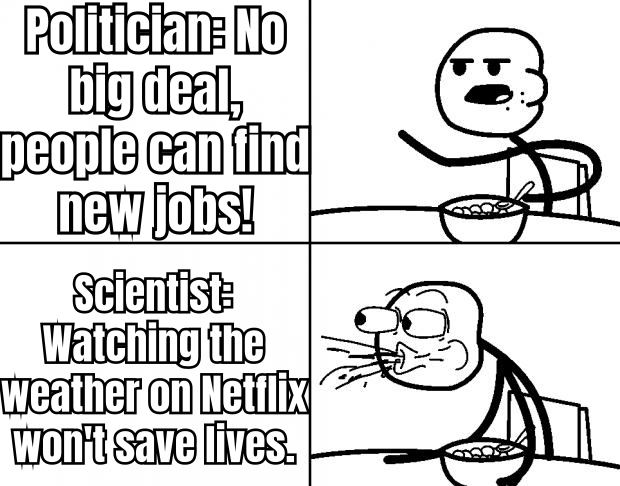 Politician: No
big deal,
people can find
new jobs!
Scientist:
Watching the
weather on Netflix
won't save lives.